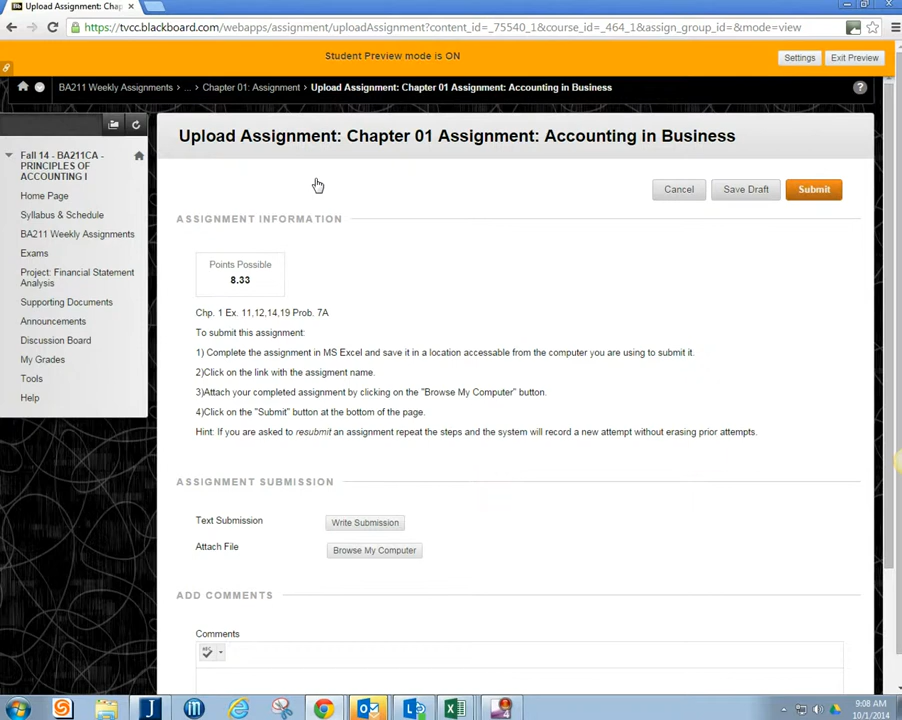 Upload Assignment: Chap
https://tvcc.blackboard.com/webapps/assignment/uploadAssignment?content_id=_75540_1&course_id=_464_1&assign_group_id=&mode=view
Student Preview mode is ON
Settings
Exit Preview
BA211 Weekly Assignments > ... > Chapter 01: Assignment > Upload Assignment: Chapter 01 Assignment: Accounting in Business
?
Upload Assignment: Chapter 01 Assignment: Accounting in Business
Fall 14 - BA211CA -
PRINCIPLES OF
ACCOUNTING I
Home Page
Syllabus & Schedule
BA211 Weekly Assignments
Exams
Project: Financial Statement
Analysis
Supporting Documents
Announcements
Discussion Board
My Grades
Tools
Help
Cancel
Save Draft
Submit
ASSIGNMENT INFORMATION
Points Possible
8.33
Chp. 1 Ex. 11,12,14,19 Prob. 7A
To submit this assignment:
1) Complete the assignment in MS Excel and save it in a location accessable from the computer you are using to submit it.
2)Click on the link with the assigment name.
3)Attach your completed assignment by clicking on the "Browse My Computer" button.
4)Click on the "Submit" button at the bottom of the page.
Hint: If you are asked to resubmit an assignment repeat the steps and the system will record a new attempt without erasing prior attempts.
ASSIGNMENT SUBMISSION
Text Submission
Write Submission
Attach File
Browse My Computer
ADD COMMENTS
Comments
ABC
9:08 AM
10/1/2014